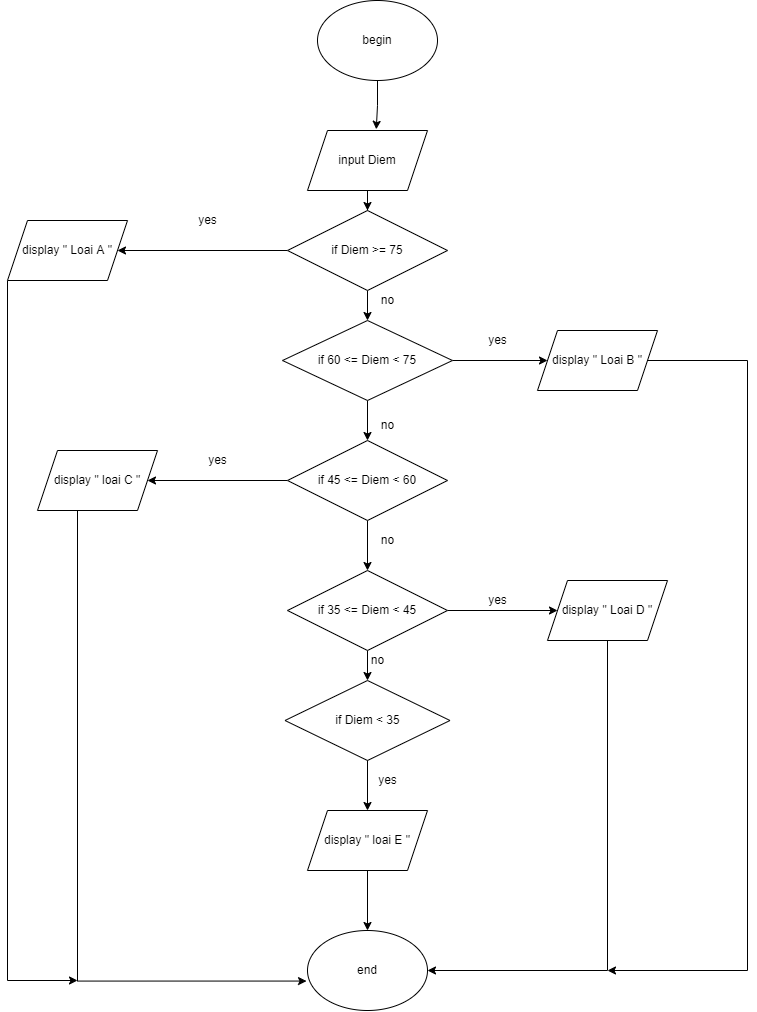 begin
input Diem
yes
display " Loai A "
if Diem >= 75
no
yes
if 60 <= Diem < 75
display " Loai B "
no
yes
display " loai C "
if 45 <= Diem < 60
no
yes
if 35 <= Diem < 45
display " Loai D "
no
if Diem < 35
yes
display " loai E "
end